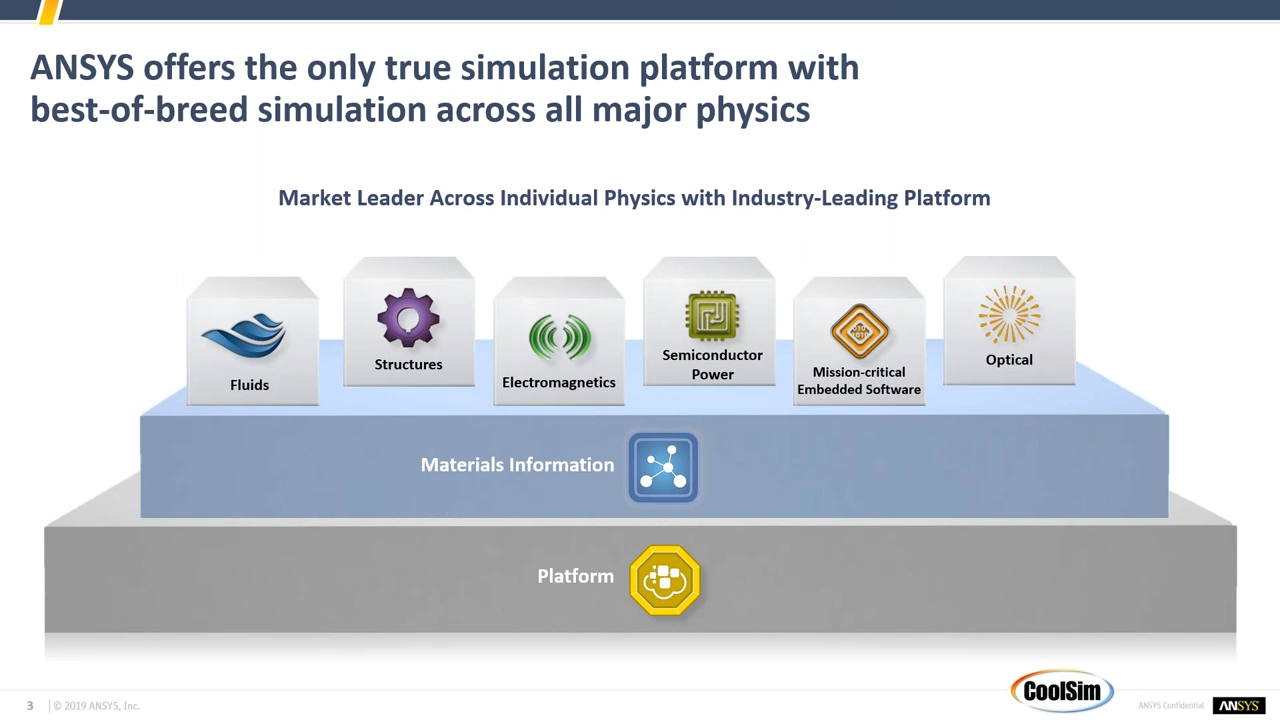 ANSYS offers the only true simulation platform with
best-of-breed simulation across all major physics
Market Leader Across Individual Physics with Industry-Leading Platform
Fluids
Structures
Electromagnetics
Semiconductor
Power
010
1010
Mission-critical
Embedded Software
Optical
Materials Information
Platform
CoolSim
3
© 2019 ANSYS, Inc.
ANSYS Confidential
ANSYS